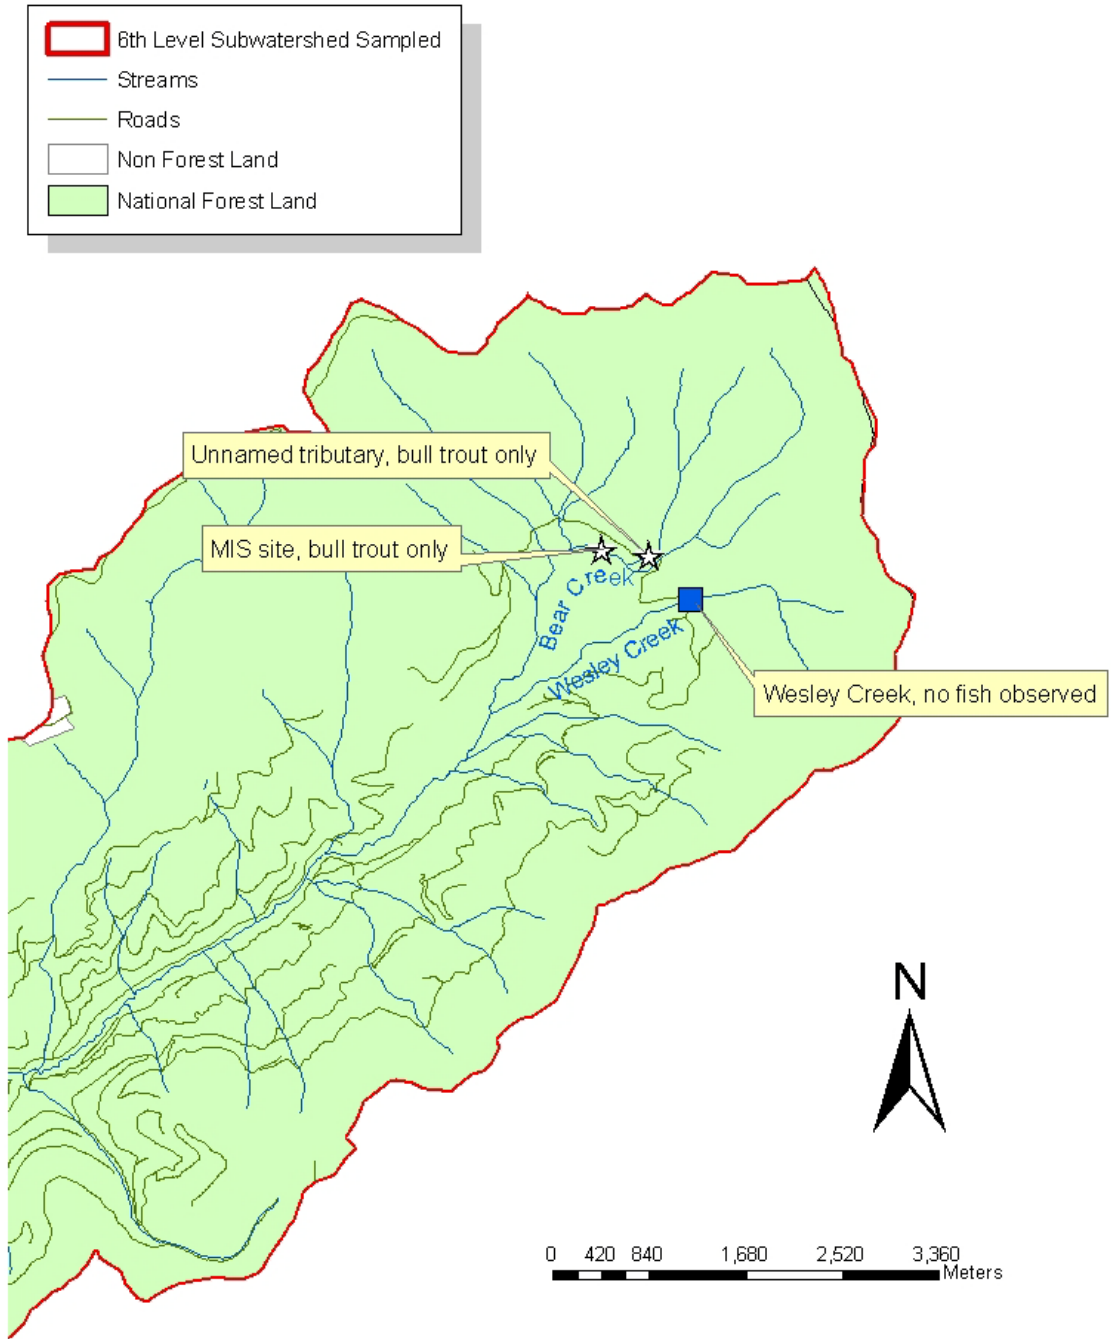 6th Level Subwatershed Sampled
Streams
Roads
Non Forest Land
National Forest Land
Unnamed tributary, bull trout only
MIS site, bull trout only
Bear Creek
Wesley Creek
Wesley Creek, no fish observed
N
0 420 840 1,680 2,520 3,360
Meters